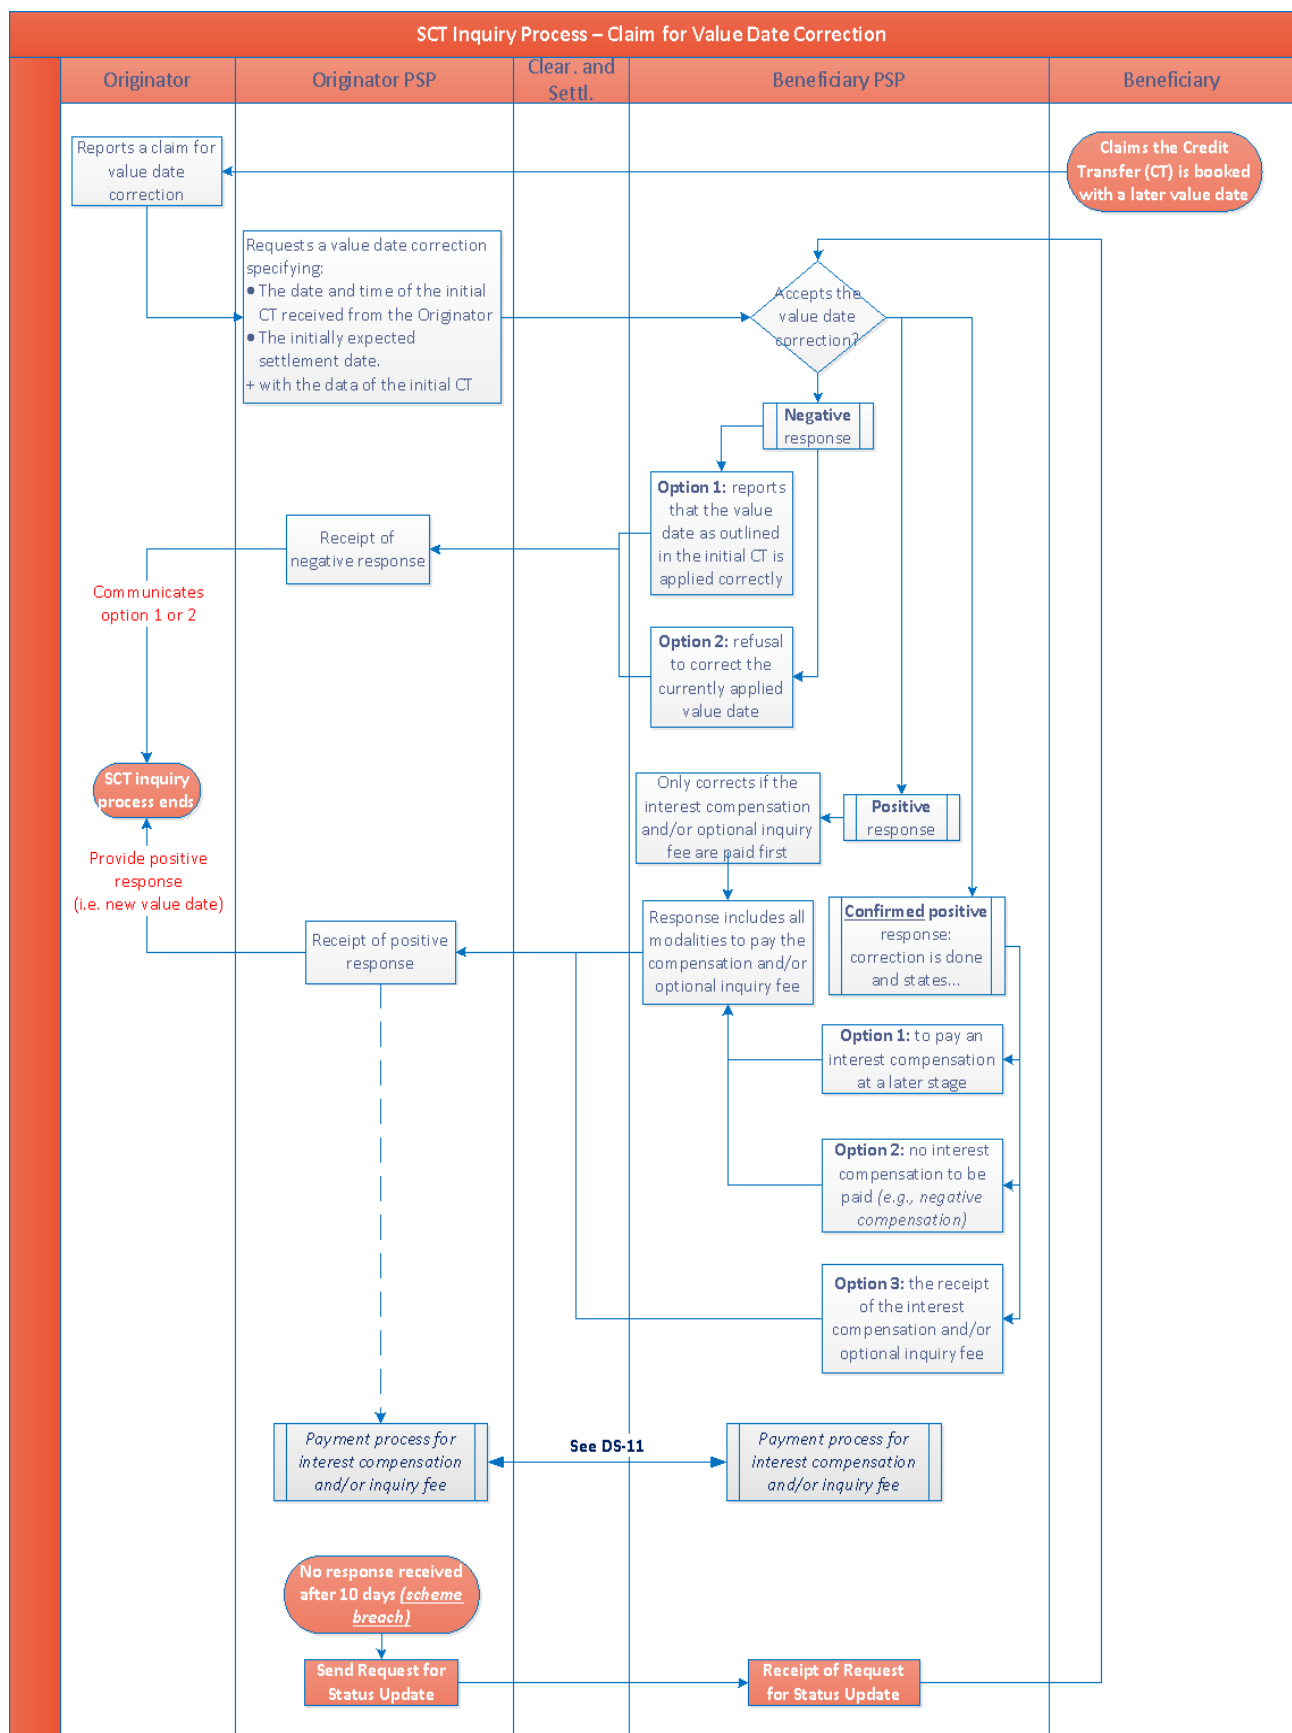 SCT Inquiry Process – Claim for Value Date Correction
Originator
Originator PSP
Clear. and
Settl.
Beneficiary PSP
Beneficiary
Reports a claim for
value date
correction
Claims the Credit
Transfer (CT) is booked
with a later value date
Requests a value date correction
specifying:
• The date and time of the initial
CT received from the Originator
• The initially expected
settlement date.
+ with the data of the initial CT
Accepts the
value date
correction?
Negative
response
Option 1: reports
that the value
date as outlined
in the initial CT is
applied correctly
Receipt of
negative response
Communicates
option 1 or 2
Option 2: refusal
to correct the
currently applied
value date
SCT inquiry
process ends
Only corrects if the
interest compensation
and/or optional inquiry
fee are paid first
Positive
response
Provide positive
response
(i.e. new value date)
Receipt of positive
response
Response includes all
modalities to pay the
compensation and/or
optional inquiry fee
Confirmed positive
response:
correction is done
and states...
Option 1: to pay an
interest compensation
at a later stage
Option 2: no interest
compensation to be
paid (e.g., negative
compensation)
Option 3: the receipt
of the interest
compensation and/or
optional inquiry fee
Payment process for
interest compensation
and/or inquiry fee
See DS-11
Payment process for
interest compensation
and/or inquiry fee
No response received
after 10 days (scheme
breach)
Send Request for
Status Update
Receipt of Request
for Status Update